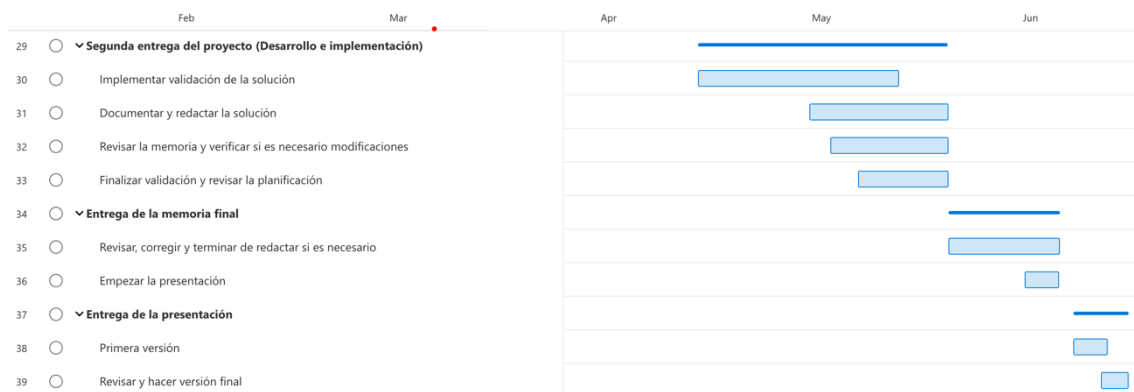 Feb Mar Apr May Jun
29 Segunda entrega del proyecto (Desarrollo e implementación)
30 Implementar validación de la solución
31 Documentar y redactar la solución
32 Revisar la memoria y verificar si es necesario modificaciones
33 Finalizar validación y revisar la planificación
34 Entrega de la memoria final
35 Revisar, corregir y terminar de redactar si es necesario
36 Empezar la presentación
37 Entrega de la presentación
38 Primera versión
39 Revisar y hacer versión final